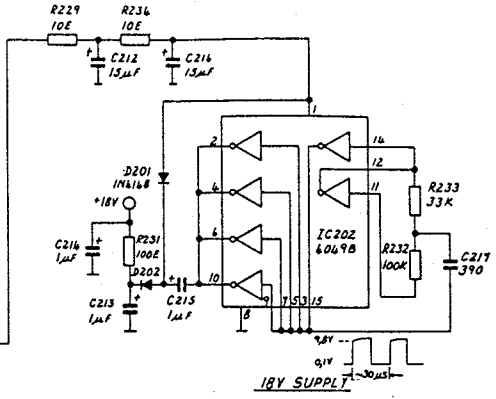 R229
10E
R234
10E
C212
15µF
C214
15µF
1
2
14
12
D201
1N4148
4
11
+18V
IC202
4049B
R233
33K
6
C214
1µF
R231
100E
R232
100K
C217
390
D202
10
9
7
5
3
15
C213
1µF
C215
1µF
8
9,8V
0,1V
~30µS
18V SUPPLY